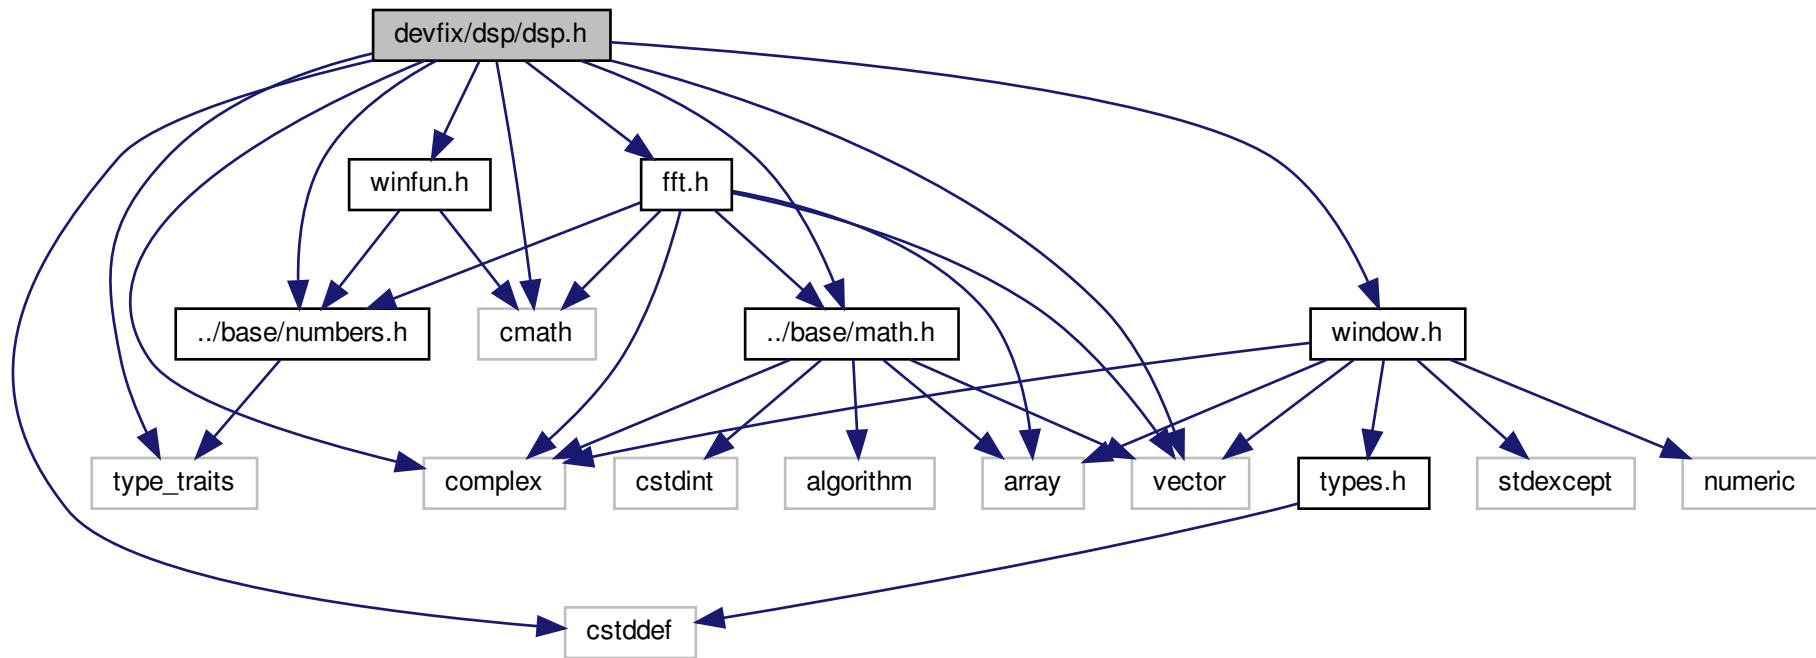 devfix/dsp/dsp.h
winfun.h
fft.h
../base/numbers.h
cmath
../base/math.h
window.h
type_traits
complex
cstdint
algorithm
array
vector
types.h
stdexcept
numeric
cstddef